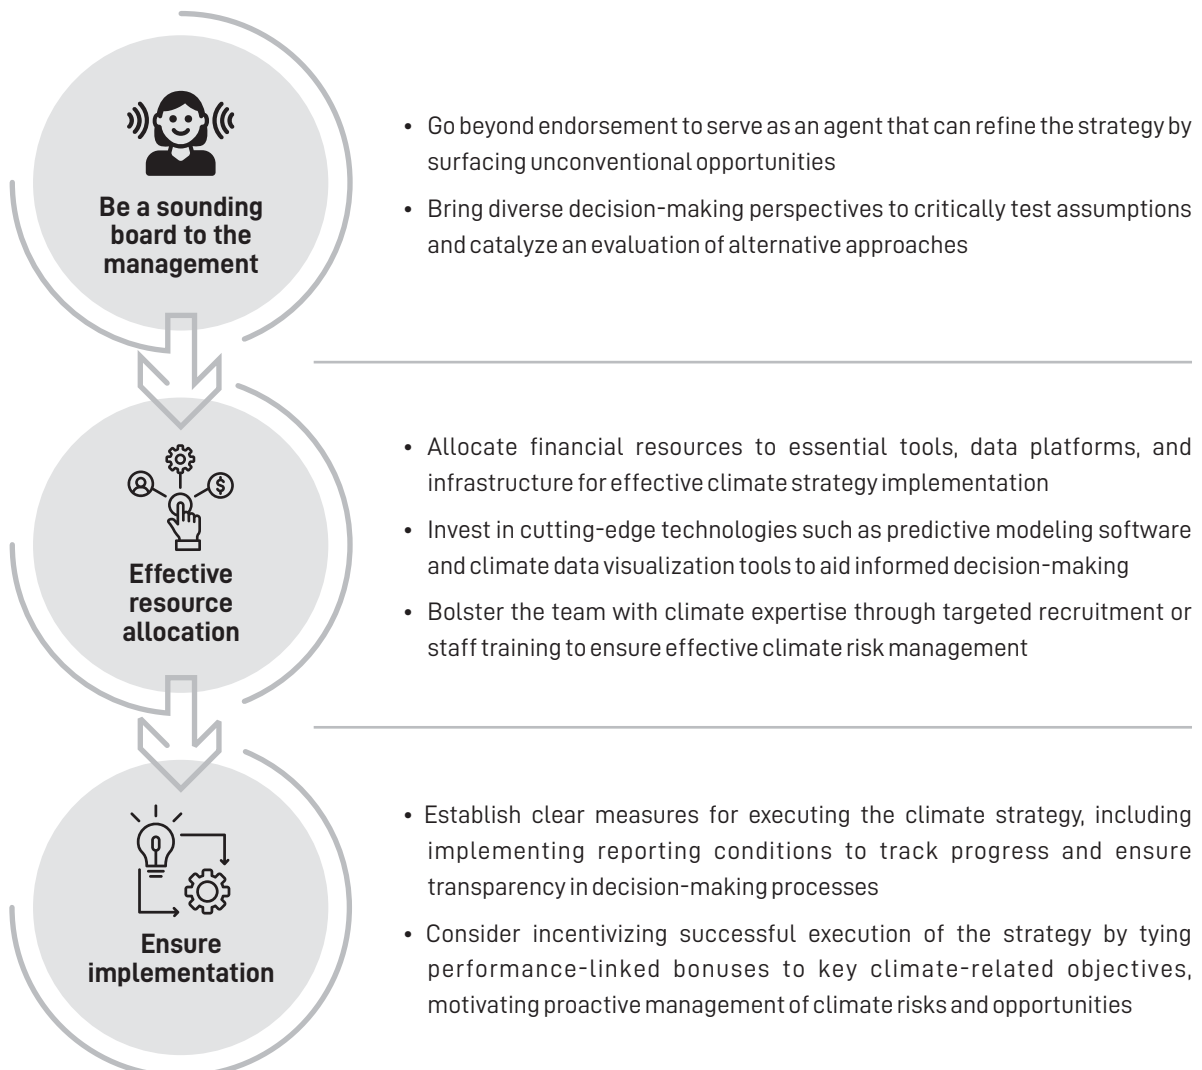 Be a sounding
board to the
management
• Go beyond endorsement to serve as an agent that can refine the strategy by
surfacing unconventional opportunities
• Bring diverse decision-making perspectives to critically test assumptions
and catalyze an evaluation of alternative approaches
$
Effective
resource
allocation
• Allocate financial resources to essential tools, data platforms, and
infrastructure for effective climate strategy implementation
• Invest in cutting-edge technologies such as predictive modeling software
and climate data visualization tools to aid informed decision-making
• Bolster the team with climate expertise through targeted recruitment or
staff training to ensure effective climate risk management
Ensure
implementation
• Establish clear measures for executing the climate strategy, including
implementing reporting conditions to track progress and ensure
transparency in decision-making processes
• Consider incentivizing successful execution of the strategy by tying
performance-linked bonuses to key climate-related objectives,
motivating proactive management of climate risks and opportunities